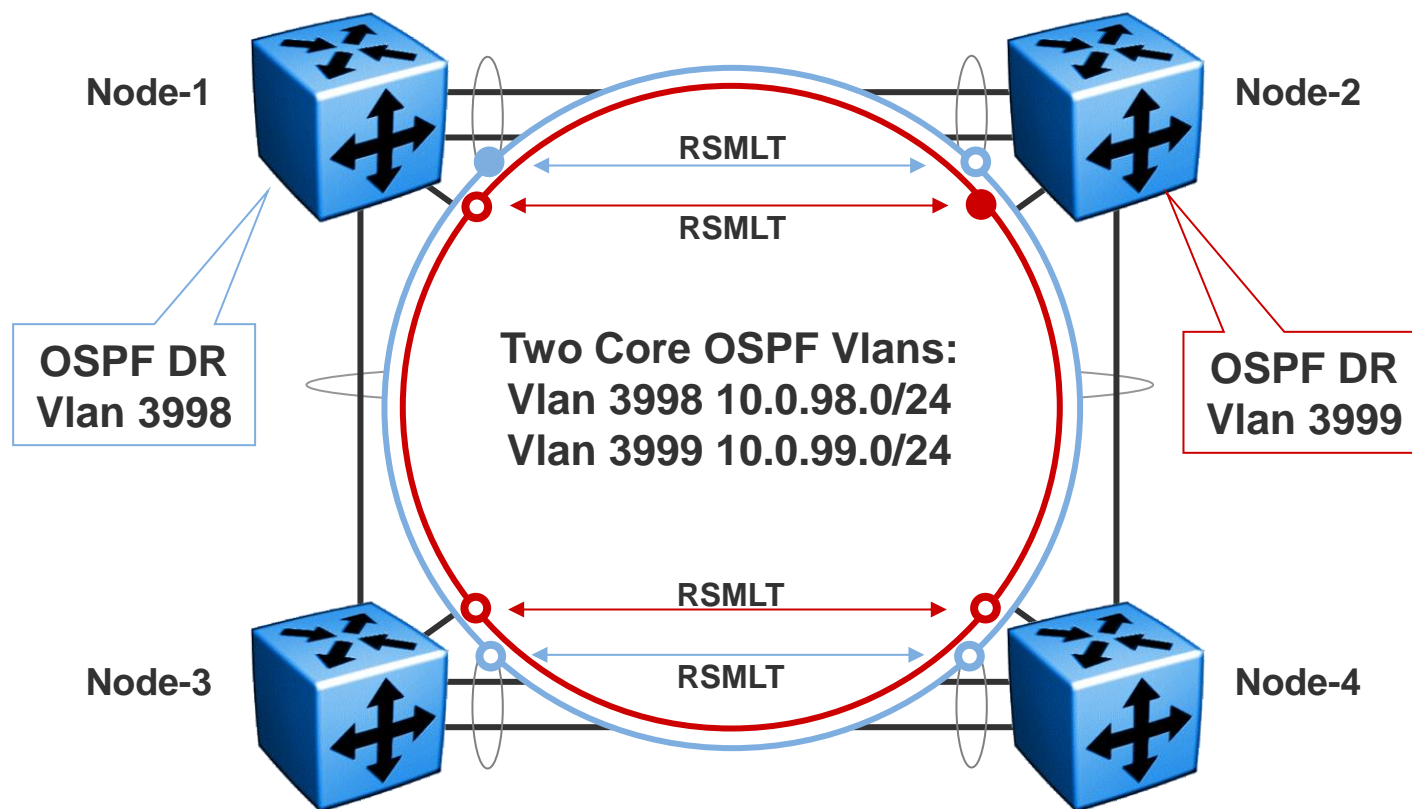 Node-1
Node-2
RSMLT
RSMLT
OSPF DR
Vlan 3998
Two Core OSPF Vlans:
Vlan 3998 10.0.98.0/24
Vlan 3999 10.0.99.0/24
OSPF DR
Vlan 3999
RSMLT
RSMLT
Node-3
Node-4